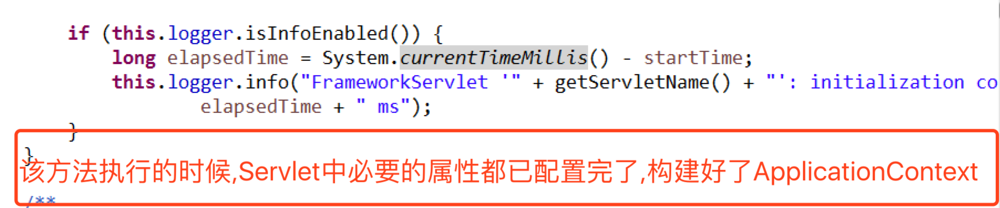 if (this.logger.isInfoEnabled()) {
long elapsedTime = System.currentTimeMillis() - startTime;
this.logger.info("FrameworkServlet '" + getServletName() + "': initialization co
elapsedTime + " ms");
}
}
该方法执行的时候,Servlet中必要的属性都已配置完了,构建好了ApplicationContext
/**